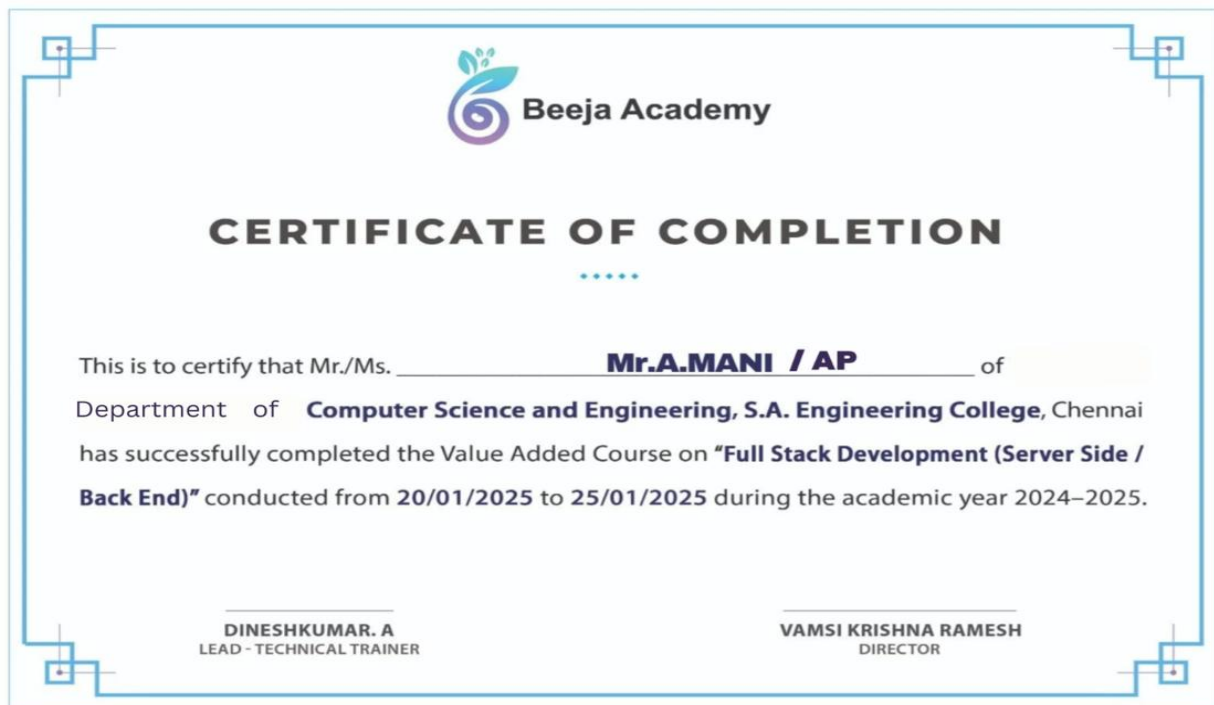 Beeja Academy
CERTIFICATE OF COMPLETION
This is to certify that Mr./Ms. Mr.A.MANI / AP of
Department of Computer Science and Engineering, S.A. Engineering College, Chennai
has successfully completed the Value Added Course on “Full Stack Development (Server Side /
Back End)” conducted from 20/01/2025 to 25/01/2025 during the academic year 2024–2025.
DINESHKUMAR. A
LEAD - TECHNICAL TRAINER
VAMSI KRISHNA RAMESH
DIRECTOR